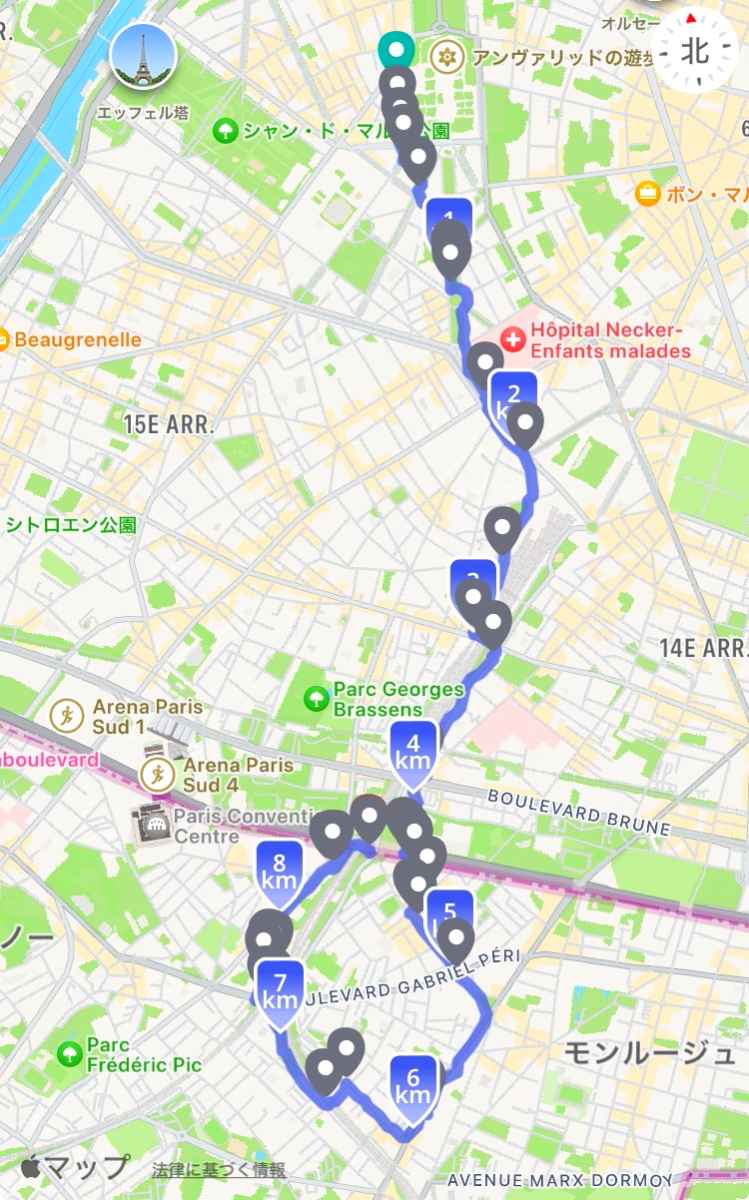 オルセー
北
アンヴァリッドの遊歩
エッフェル塔
シャン・ド・マル
公園
ボン・マル
1
Beaugrenelle
Hôpital Necker-
Enfants malades
2
15E ARR.
シトロエン公園
14E ARR.
Parc Georges
Brassens
Arena Paris
Sud 1
4
km
boulevard
Arena Paris
Sud 4
BOULEVARD BRUNE
Paris Conventi
Centre
8
km
5
ノー
ULEVARD GABRIEL PÉRI
7
km
Parc
Frédéric Pic
モンルージュ
6
km
マップ
法律に基づく情報
AVENUE MARX DORMOY